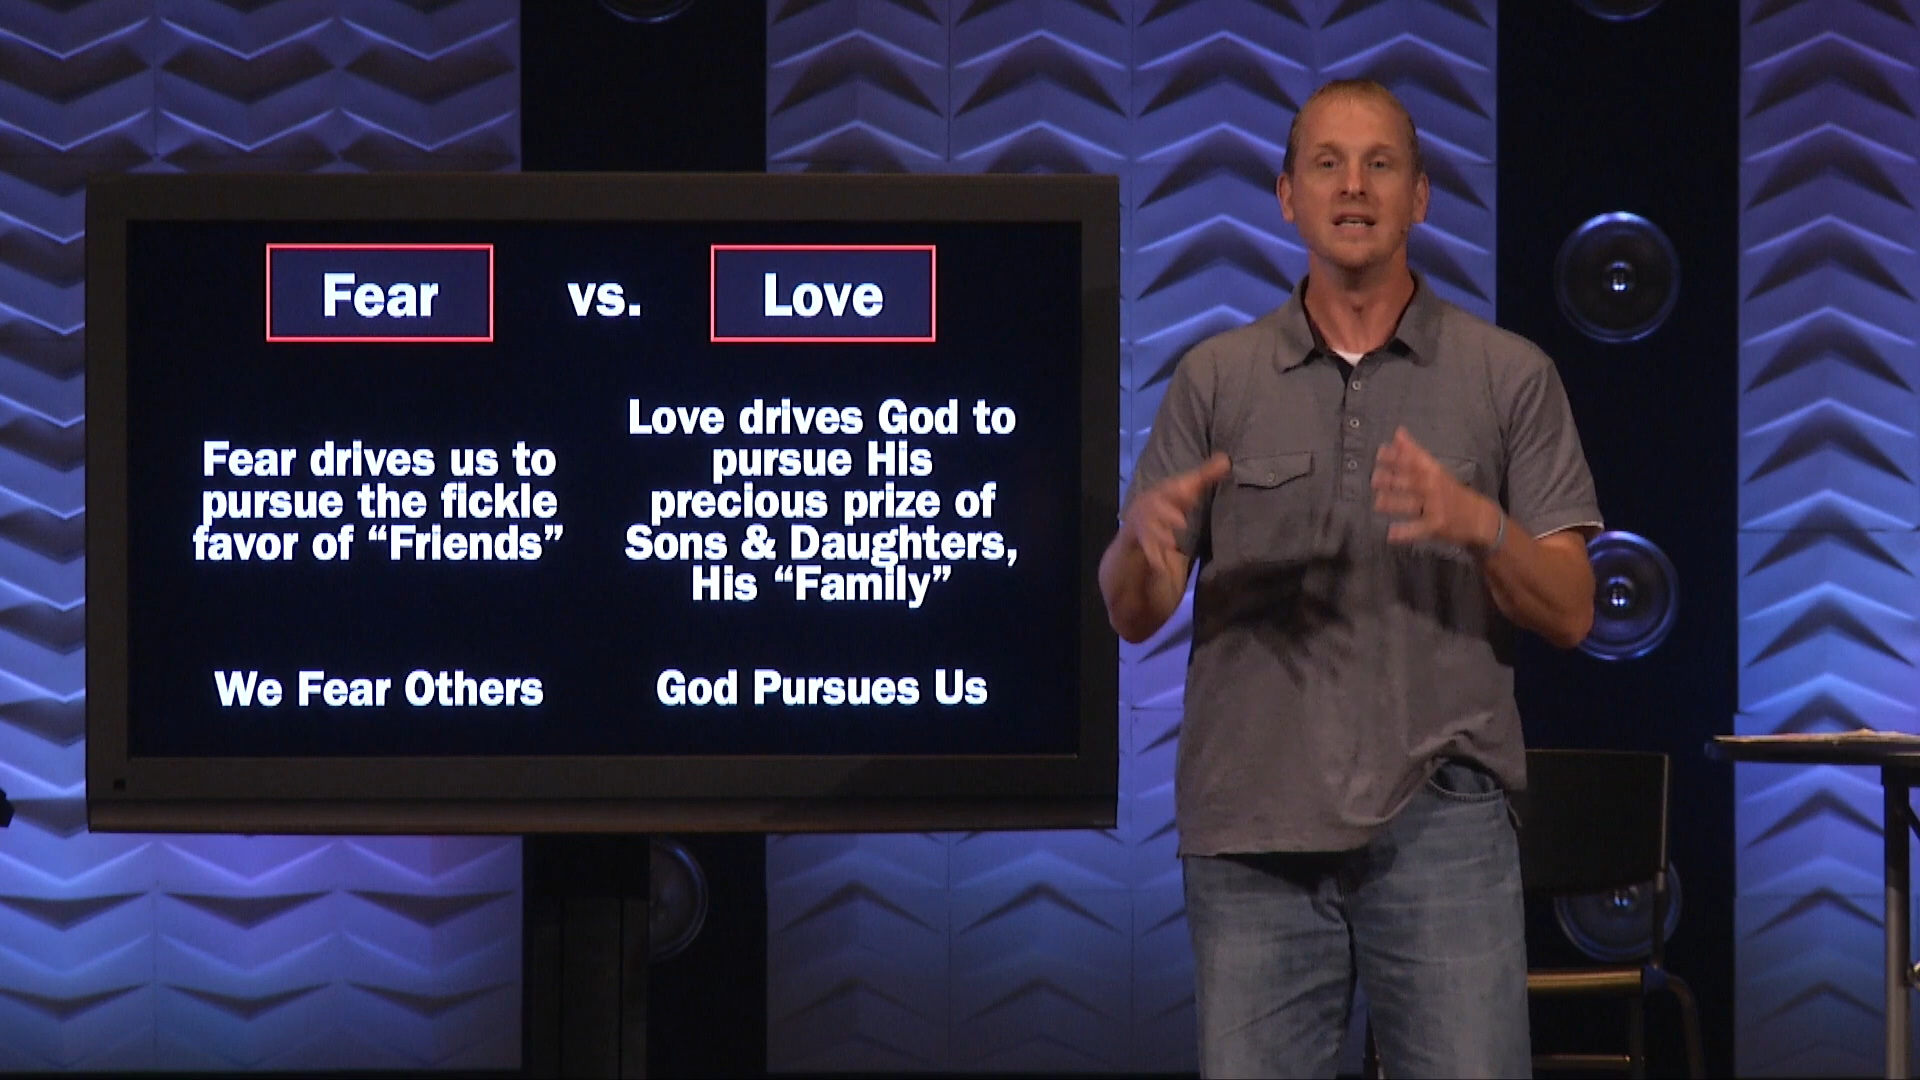 Fear vs. Love
Fear drives us to
pursue the fickle
favor of “Friends”
We Fear Others
Love drives God to
pursue His
precious prize of
Sons & Daughters,
His “Family”
God Pursues Us